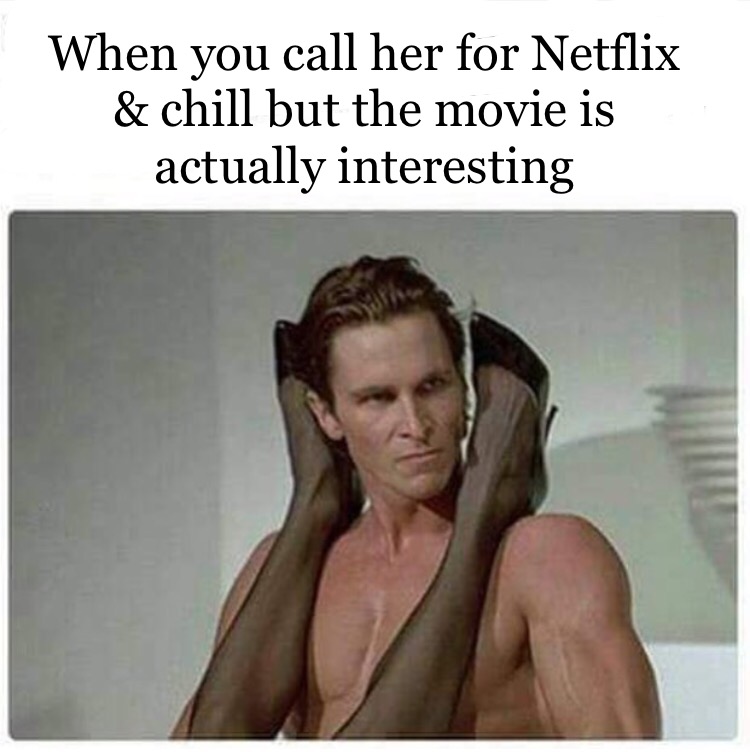 When you call her for Netflix
& chill but the movie is
actually interesting